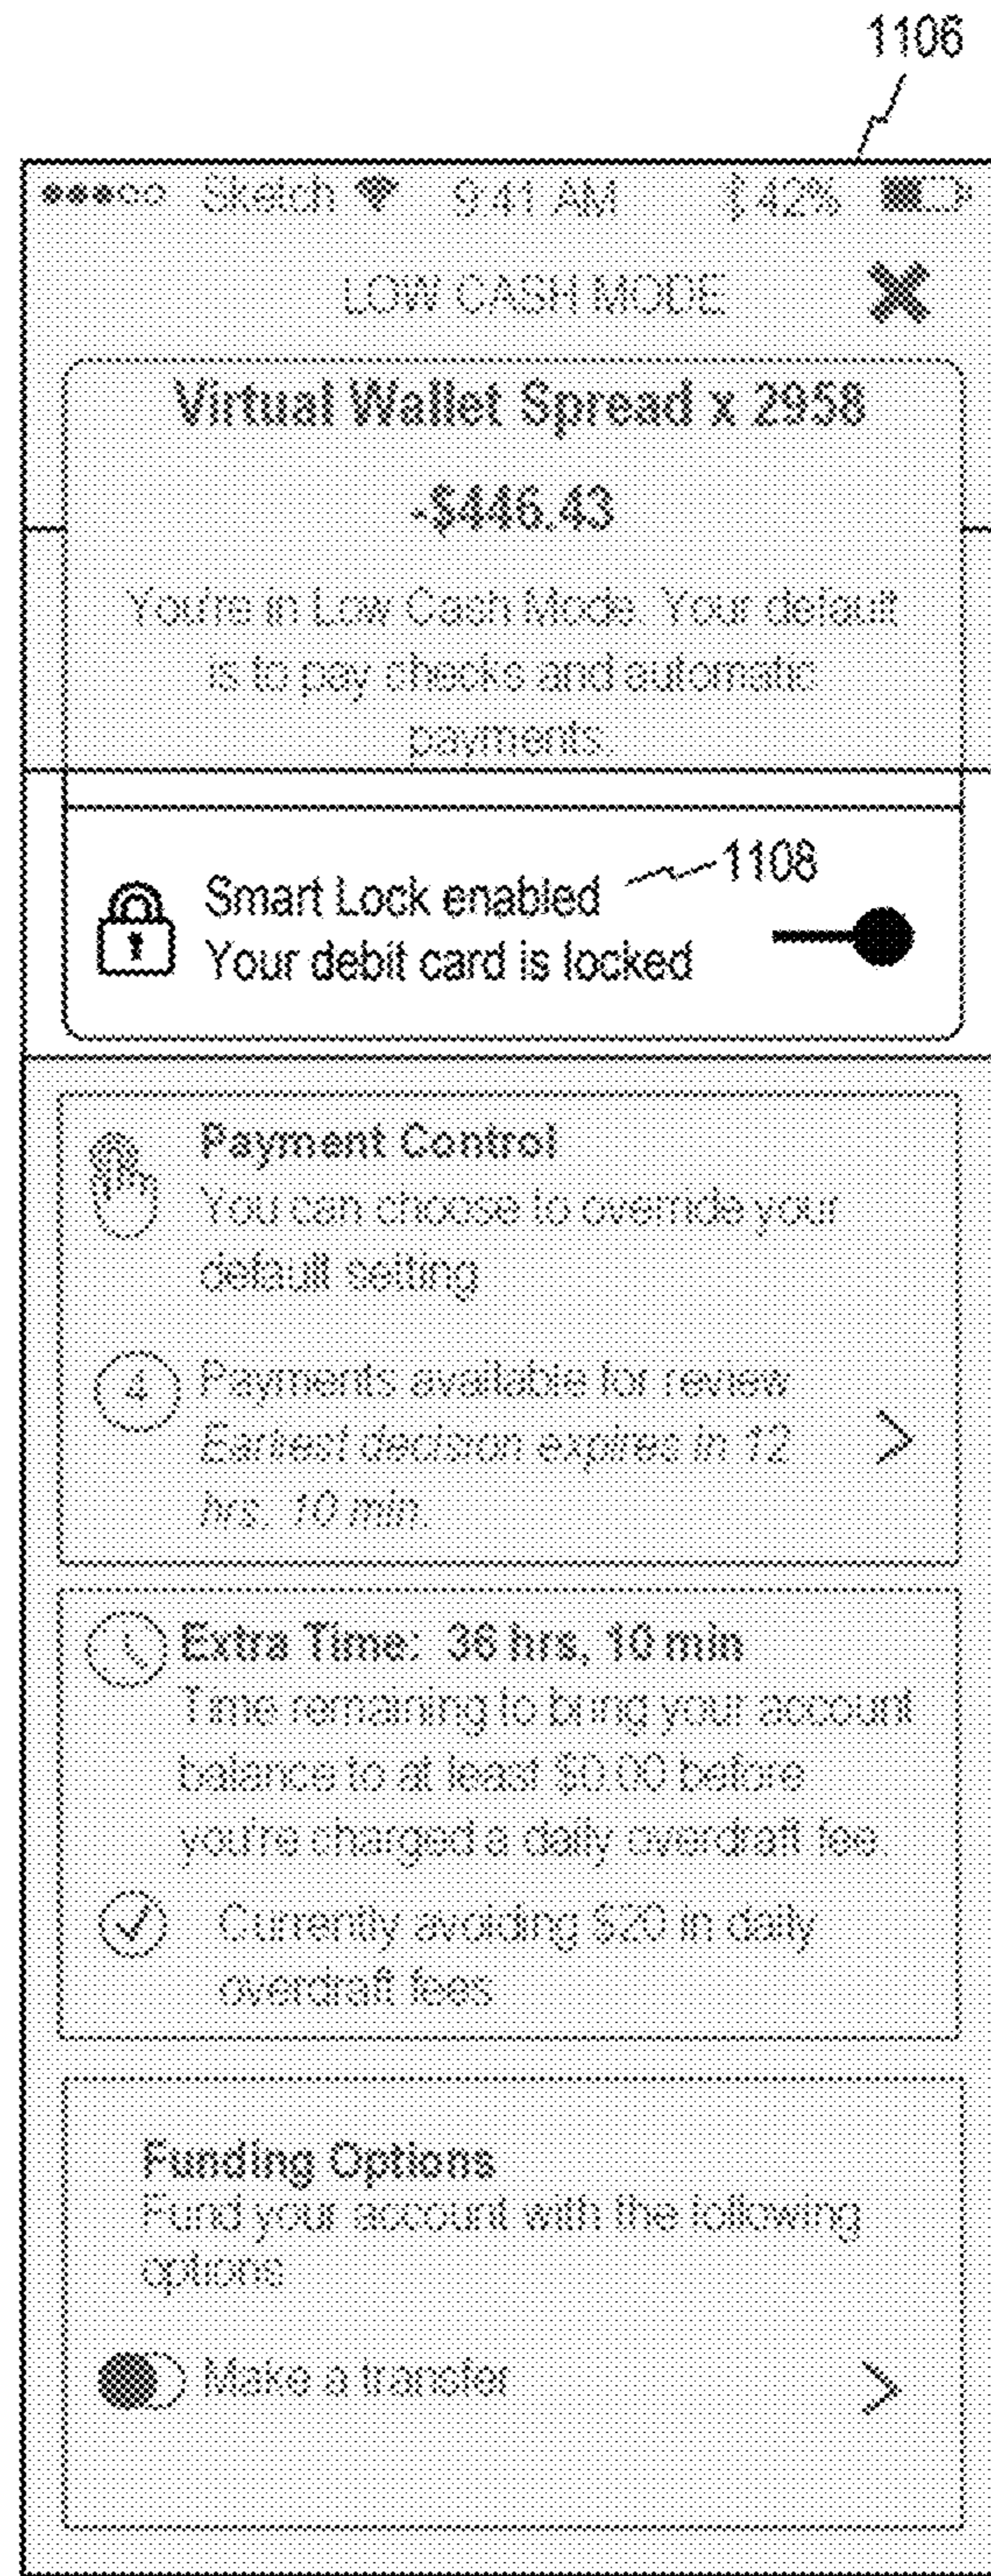 1106
Sketch 9:41 AM 42%
LOW CASH MODE
Virtual Wallet Spread x 2958
-$446.43
You're in Low Cash Mode. Your default
is to pay checks and automatic
payments.
Smart Lock enabled 1108
Your debit card is locked
Payment Control
You can choose to override your
default setting
4 Payments available for review
Earliest decision expires in 12
hrs, 10 min.
Extra Time: 36 hrs, 10 min
Time remaining to bring your account
balance to at least $0.00 before
you're charged a daily overdraft fee.
Currently avoiding $20 in daily
overdraft fees
Funding Options
Fund your account with the following
options
Make a transfer